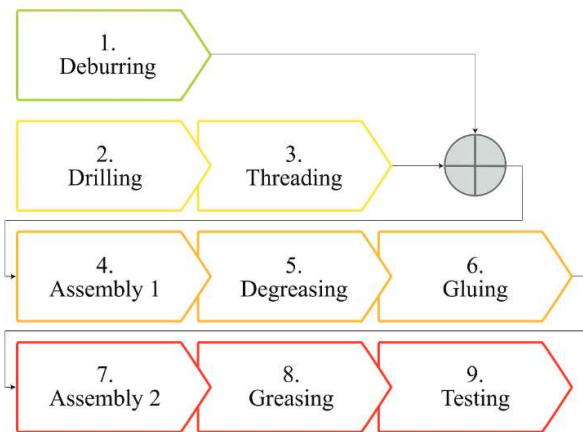 1.
Deburring
2.
Drilling
3.
Threading
4.
Assembly 1
5.
Degreasing
6.
Gluing
7.
Assembly 2
8.
Greasing
9.
Testing